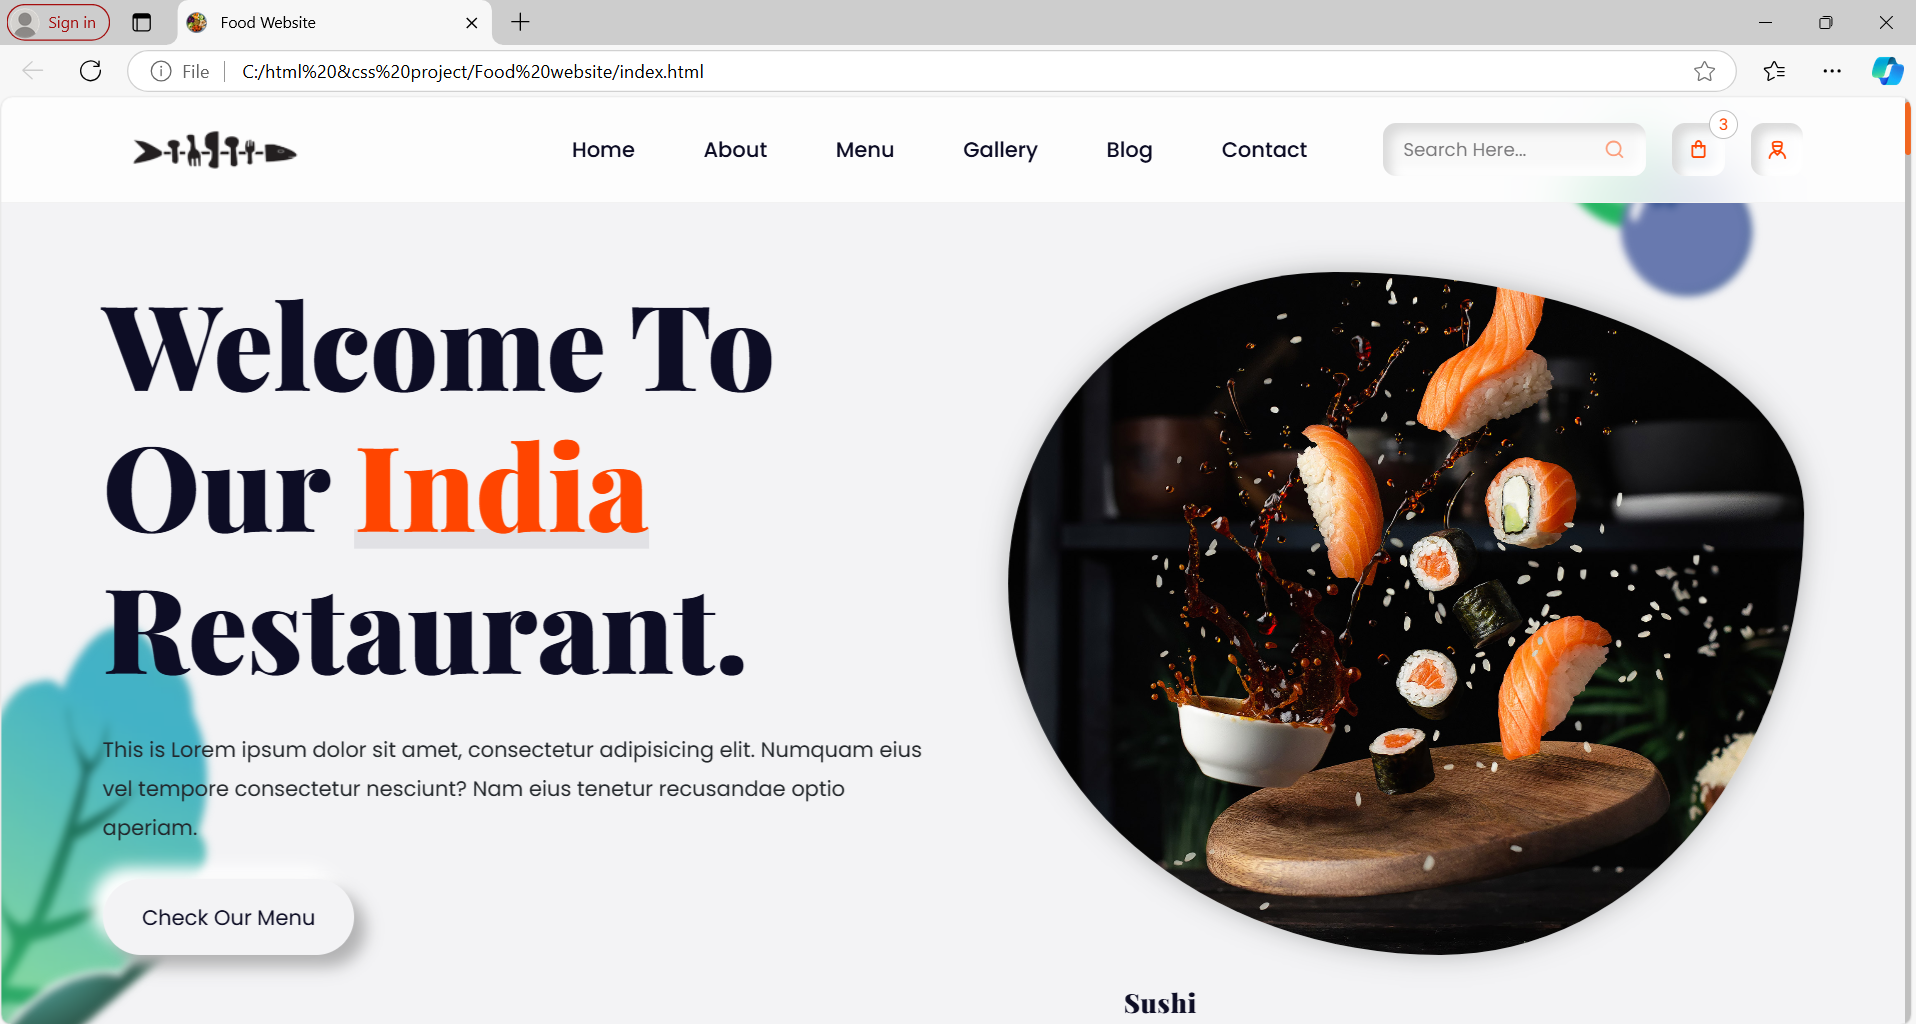 Sign in
Food Website
File
C:/html%20&css%20project/Food%20website/index.html
Home
About
Menu
Gallery
Blog
Contact
Search Here...
3
Welcome To
Our India
Restaurant.
This is Lorem ipsum dolor sit amet, consectetur adipisicing elit. Numquam eius
vel tempore consectetur nesciunt? Nam eius tenetur recusandae optio
aperiam.
Check Our Menu
Sushi